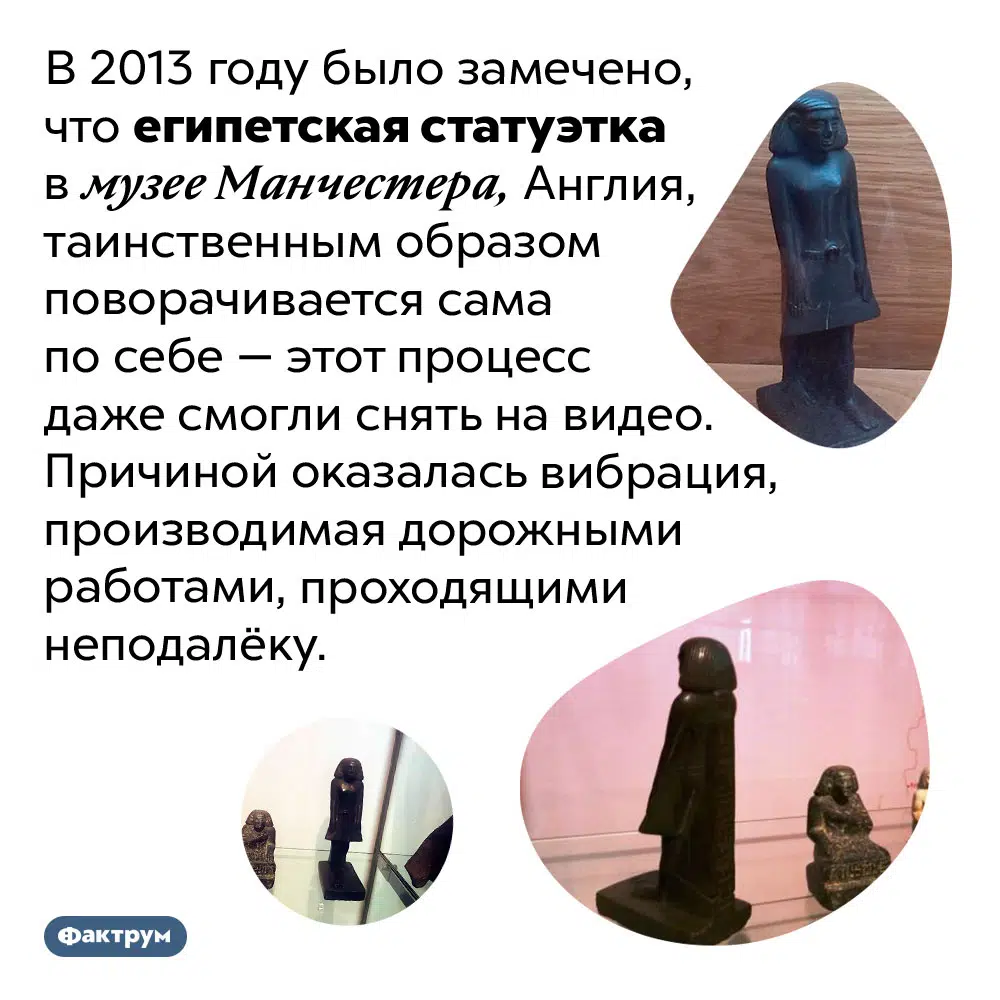 В 2013 году было замечено,
что египетская статуэтка
в музее Манчестера, Англия,
таинственным образом
поворачивается сама
по себе — этот процесс
даже смогли снять на видео.
Причиной оказалась вибрация,
производимая дорожными
работами, проходящими
неподалёку.
Фактрум